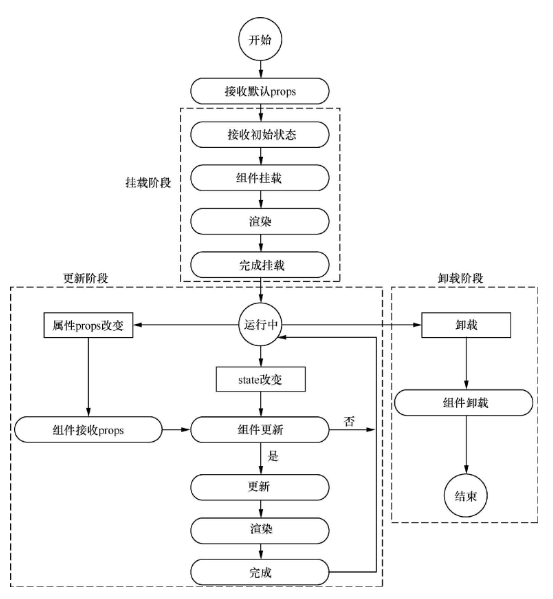 开始
接收默认props
接收初始状态
挂载阶段
组件挂载
渲染
完成挂载
更新阶段
卸载阶段
属性props改变
运行中
卸载
state改变
组件接收props
组件更新
否
组件卸载
是
更新
结束
渲染
完成